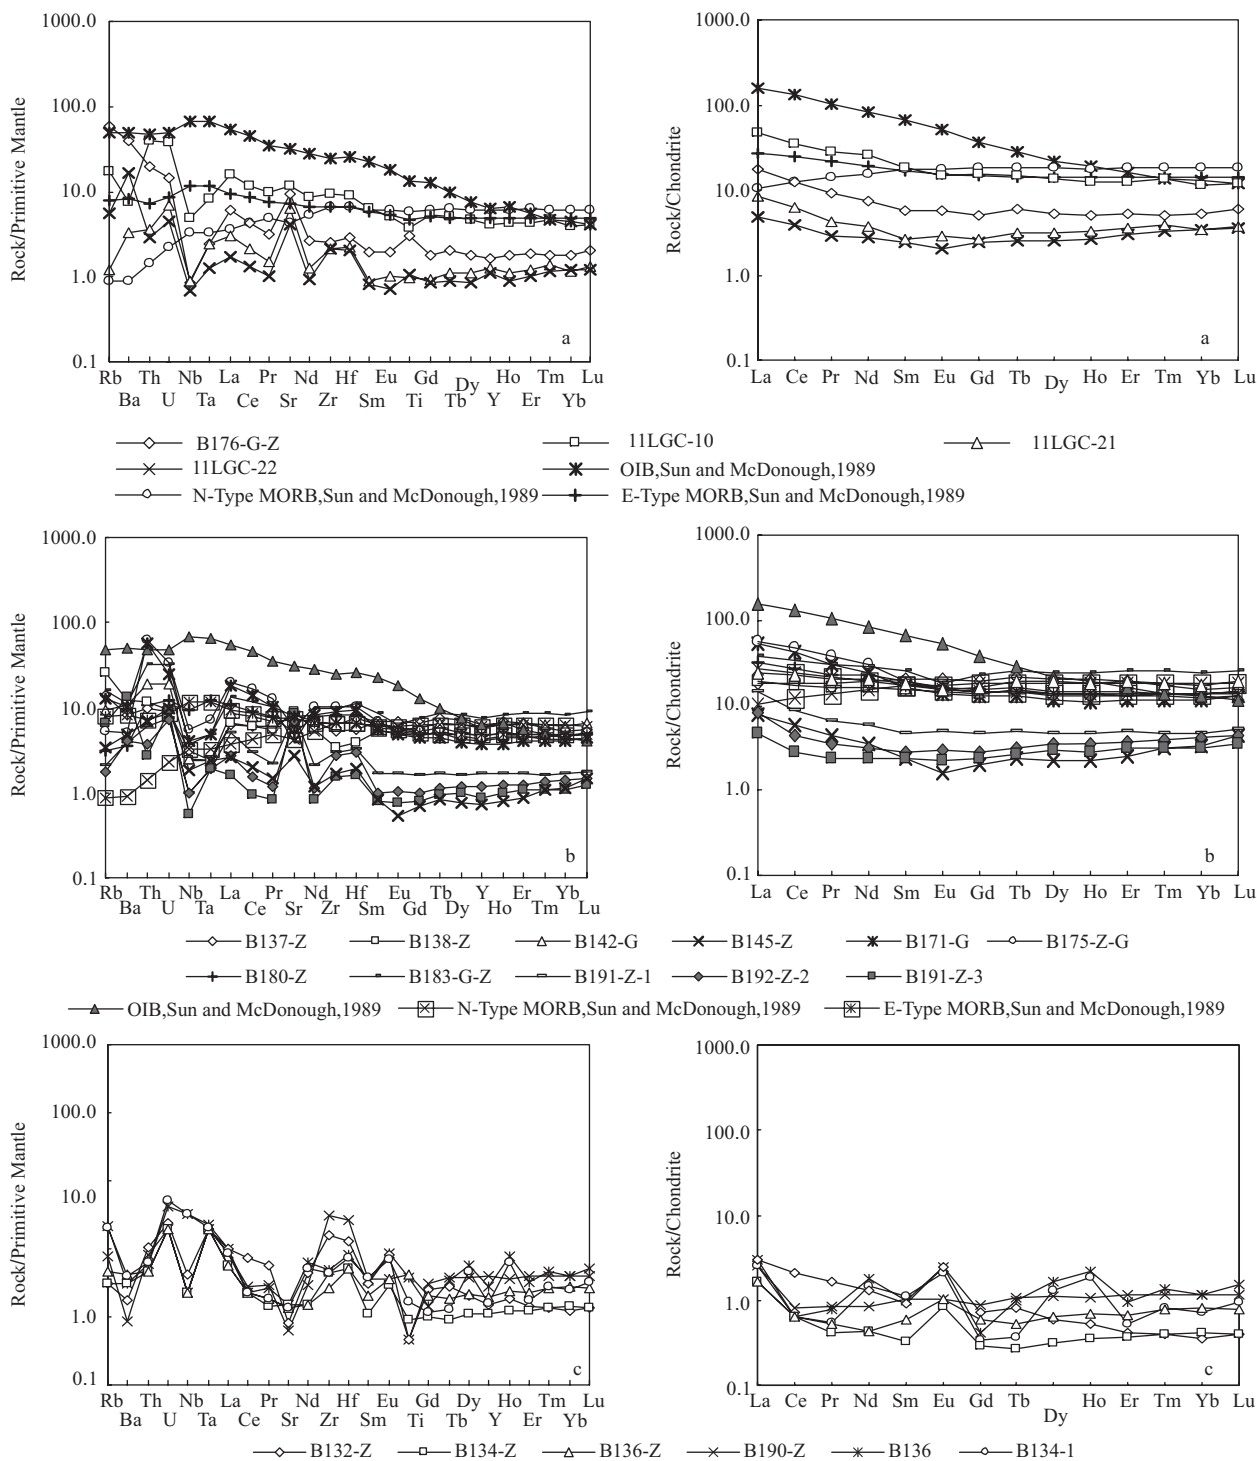 Rock/Primitive Mantle
1000.0
100.0
10.0
1.0
0.1
a
Rb Th Nb La Pr Nd Hf Eu Gd Dy Ho Tm Lu
Ba U Ta Ce Sr Zr Sm Ti Tb Y Er Yb
Rock/Chondrite
1000.0
100.0
10.0
1.0
0.1
a
La Ce Pr Nd Sm Eu Gd Tb Dy Ho Er Tm Yb Lu
B176-G-Z 11LGC-10 11LGC-21
11LGC-22 OIB,Sun and McDonough,1989
N-Type MORB,Sun and McDonough,1989 E-Type MORB,Sun and McDonough,1989
Rock/Primitive Mantle
1000.0
100.0
10.0
1.0
0.1
b
Rb Th Nb La Pr Nd Hf Eu Tb Y Er Yb Lu
Ba U Ta Ce Sr Zr Sm Gd Dy Ho Tm
Rock/Chondrite
1000.0
100.0
10.0
1.0
0.1
b
La Ce Pr Nd Sm Eu Gd Tb Dy Ho Er Tm Yb Lu
B137-Z B138-Z B142-G B145-Z B171-G B175-Z-G
B180-Z B183-G-Z B191-Z-1 B192-Z-2 B191-Z-3
OIB,Sun and McDonough,1989 N-Type MORB,Sun and McDonough,1989 E-Type MORB,Sun and McDonough,1989
Rock/Primitive Mantle
1000.0
100.0
10.0
1.0
0.1
c
Rb Th Nb La Pr Nd Hf Eu Gd Dy Ho Tm Lu
Ba U Ta Ce Sr Zr Sm Ti Tb Y Er Yb
Rock/Chondrite
1000.0
100.0
10.0
1.0
0.1
c
La Ce Pr Nd Sm Eu Gd Tb Dy Ho Er Tm Yb Lu
B132-Z B134-Z B136-Z B190-Z B136 B134-1